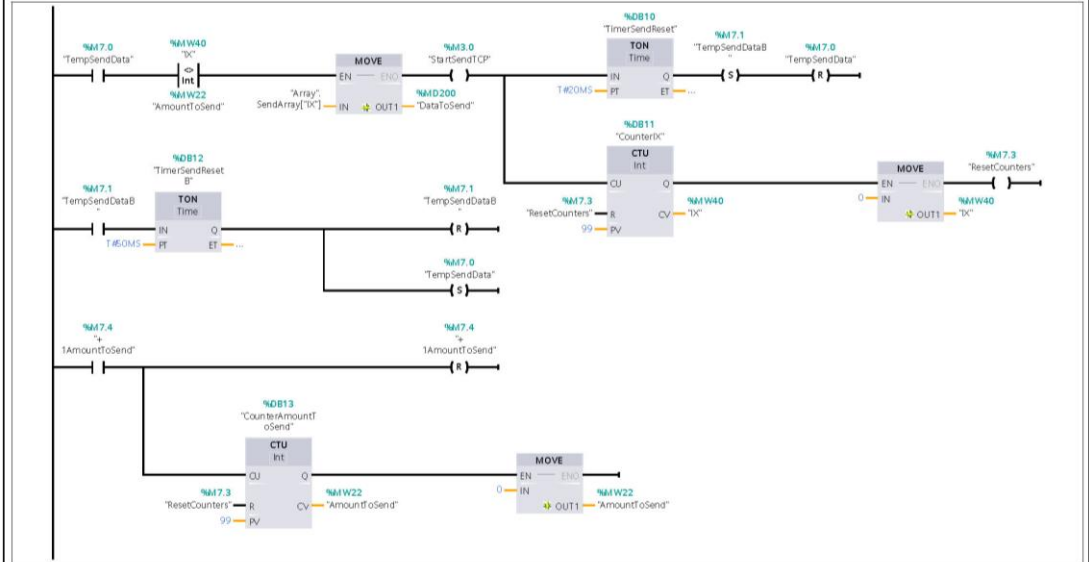 %M7.0
"TempSendData"
%MW40
"IX"
<>
Int
%MW22
"AmountToSend"
MOVE
EN
ENO
"Array".
SendArray["IX"]
IN
OUT1
%MD200
"DataToSend"
%M3.0
"StartSendTCP"
%DB10
"TimerSendReset"
TON
Time
IN
Q
T#20MS
PT
ET
...
%M7.1
"TempSendDataB
"
S
%M7.0
"TempSendData"
R
%DB11
"CounterIX"
CTU
Int
CU
Q
%M7.3
"ResetCounters"
R
CV
%MW40
"IX"
99
PV
MOVE
EN
ENO
0
IN
OUT1
%MW40
"IX"
%M7.3
"ResetCounters"
%M7.1
"TempSendDataB
"
%DB12
"TimerSendReset
B"
TON
Time
IN
Q
T#50MS
PT
ET
...
%M7.1
"TempSendDataB
"
R
%M7.0
"TempSendData"
S
%M7.4
"+
1AmountToSend"
%M7.4
"+
1AmountToSend"
R
%DB13
"CounterAmountT
oSend"
CTU
Int
CU
Q
%M7.3
"ResetCounters"
R
CV
%MW22
"AmountToSend"
99
PV
MOVE
EN
ENO
0
IN
OUT1
%MW22
"AmountToSend"